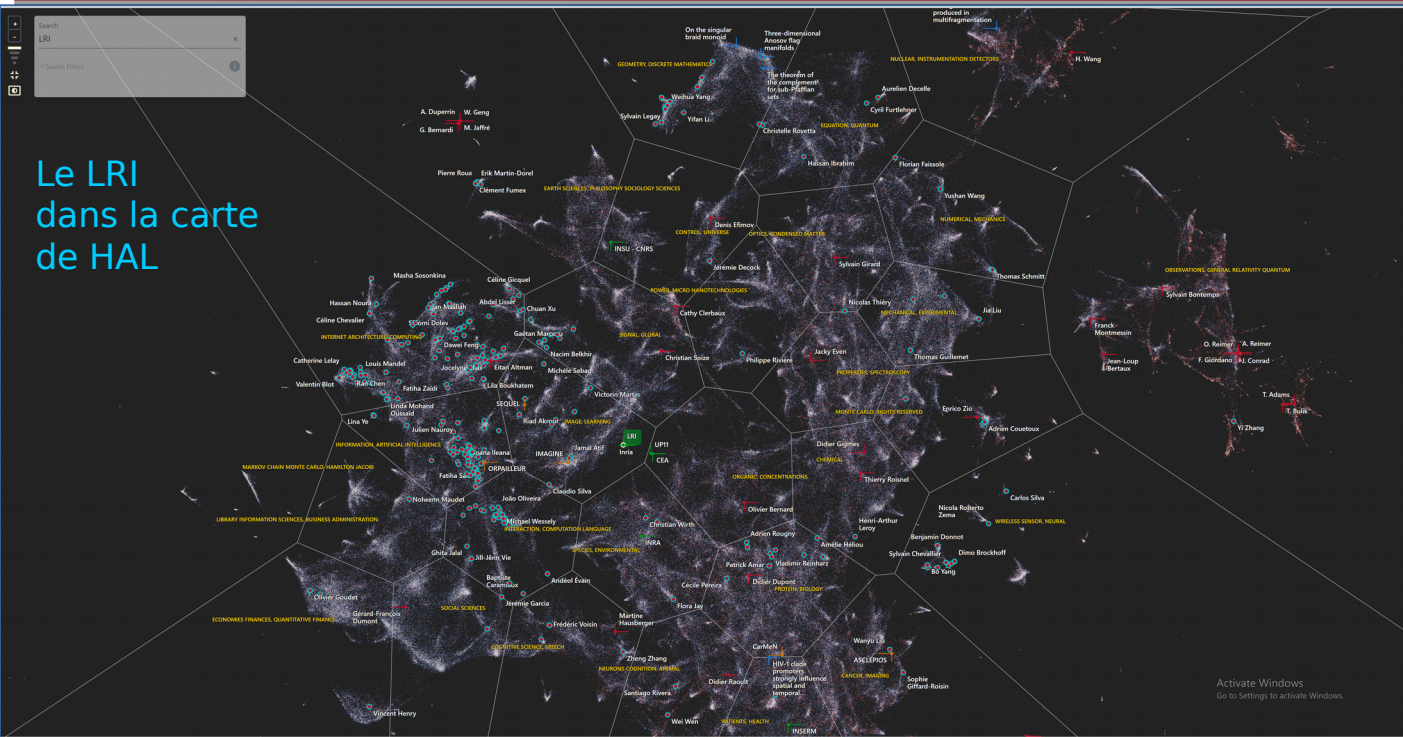 +
-
Search
LRI
×
Search Filters
i
Le LRI
dans la carte
de HAL
produced in
multifragmentation
On the singular
braid monoid
Three-dimensional
Anosov flag
manifolds
GEOMETRY, DISCRETE MATHEMATICS
NUCLEAR, INSTRUMENTATION DETECTORS
H. Wang
The theorem of
the complement
for sub-Pfaffian
sets
Weihua Yang
Aurelien Decelle
Cyril Furtlehner
A. Duperrin
W. Geng
G. Bernardi
M. Jaffré
Sylvain Legay
Yifan Li
EQUATION, QUANTUM
Christelle Rovetta
Hassan Ibrahim
Florian Faissole
Pierre Roux
Erik Martin-Dorel
Clément Fumex
EARTH SCIENCES, PHILOSOPHY SOCIOLOGY SCIENCES
Yushan Wang
NUMERICAL, MECHANICS
Denis Efimov
CONTROL, UNIVERSE
OPTICS, CONDENSED MATTER
INSU - CNRS
Jérémie Decock
Sylvain Girard
Thomas Schmitt
OBSERVATIONS, GENERAL RELATIVITY QUANTUM
Masha Sosonkina
Céline Gicquel
POWER, MICRO NANOTECHNOLOGIES
Sylvain Bontemps
Hassan Noura
Abdel Lisser
Chuan Xu
Nicolas Thiéry
Cathy Clerbaux
MECHANICAL, EXPERIMENTAL
Jia Liu
Céline Chevalier
Shlomi Dolev
Franck
Montmessin
INTERNET ARCHITECTURE, COMPUTING
Gaetan Marceau
SIGNAL, GLOBAL
Dawei Feng
Nacim Belkhir
Christian Soize
Philippe Rivière
Jacky Even
Thomas Guillemet
O. Reimer
A. Reimer
F. Giordano
J. Conrad
Jean-Loup
Bertaux
Catherine Lelay
Louis Mandel
Eitan Altman
Michèle Sebag
PROPERTIES, SPECTROSCOPY
Valentin Blot
Ran Chen
Fatiha Zaïdi
Lila Boukhatem
Victorin Martin
T. Adams
T. Bulik
SEQUEL
Linda Mohand
Oussaïd
MONTE CARLO, RIGHTS RESERVED
Enrico Zio
Lina Ye
Riad Akrour
IMAGE, LEARNING
Adrien Couetoux
Yi Zhang
Julien Nauroy
LRI
Inria
UP11
CEA
INFORMATION, ARTIFICIAL INTELLIGENCE
Jamal Atif
Didier Gigmes
IMAGINE
CHEMICAL
MARKOV CHAIN MONTE CARLO, HAMILTON JACOBI
ORPAILLEUR
ORGANIC, CONCENTRATIONS
Thierry Roisnel
Claudio Silva
Nolwenn Maudet
João Oliveira
Carlos Silva
Nicola Roberto
Zema
Olivier Bernard
LIBRARY INFORMATION SCIENCES, BUSINESS ADMINISTRATION
Michael Wessely
Christian Wirth
Henri-Arthur
Leroy
WIRELESS SENSOR, NEURAL
INTERACTION, COMPUTATION LANGUAGE
Adrien Rougny
Benjamin Donnot
INRA
Amélie Héliou
SPECIES, ENVIRONMENTAL
Ghita Jalal
Jill-Jênn Vie
Sylvain Chevallier
Dimo Brockhoff
Patrick Amar
Vladimir Reinharz
Bo Yang
Baptiste
Caramiaux
Andéol Evain
Cécile Pereira
Didier Dupont
PROTEIN, BIOLOGY
Olivier Goudet
Jérémie Garcia
Flora Jay
SOCIAL SCIENCES
Gérard-François
Dumont
ECONOMIES FINANCES, QUANTITATIVE FINANCE
Frédéric Voisin
Martine
Hausberger
COGNITIVE SCIENCE, SPEECH
CarMeN
Wanyu Liu
Zheng Zhang
ASCLEPIOS
NEURONS COGNITION, ANIMAL
HIV-1 clade
promoters
strongly influence
spatial and
temporal...
Didier Raoult
CANCER, IMAGING
Sophie
Giffard-Roisin
Santiago Rivera
Vincent Henry
Wei Wen
PATIENTS, HEALTH
INSERM
Activate Windows
Go to Settings to activate Windows.